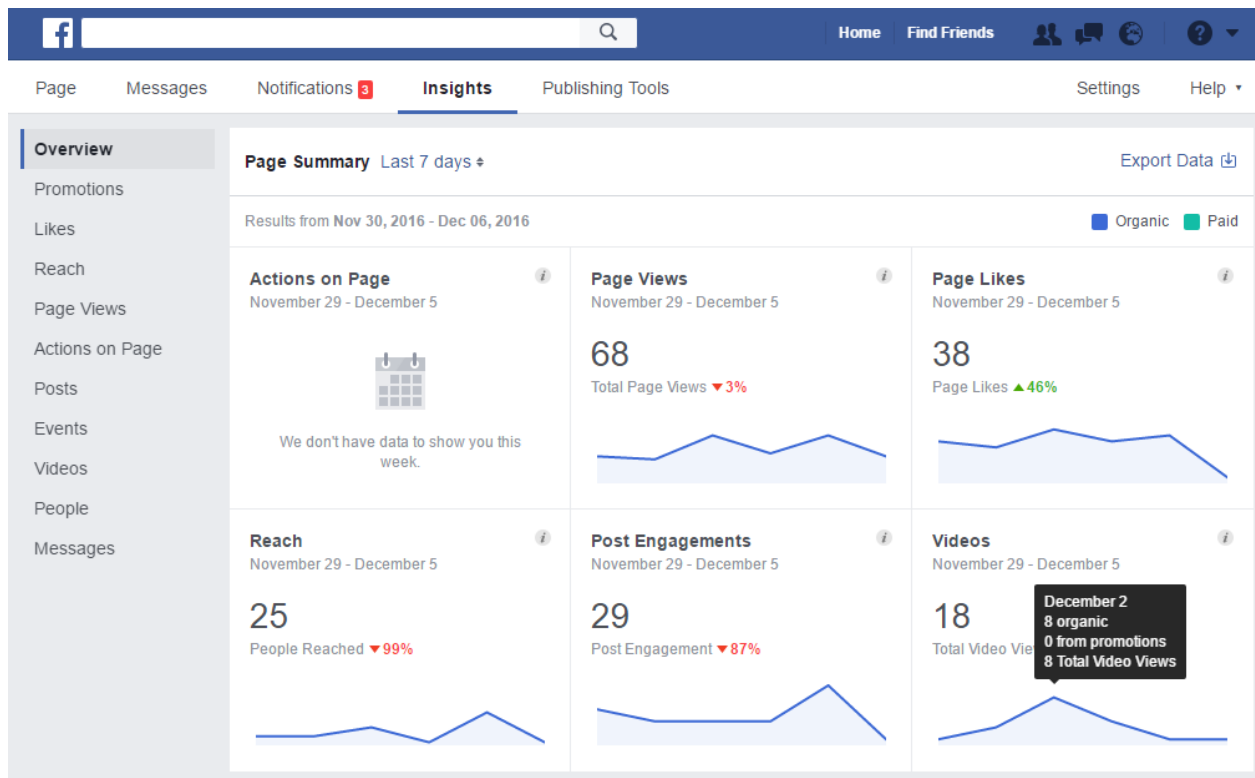 f
Home Find Friends
Page Messages Notifications 3 Insights Publishing Tools Settings Help
Overview
Promotions
Likes
Reach
Page Views
Actions on Page
Posts
Events
Videos
People
Messages
Page Summary Last 7 days
Export Data
Results from Nov 30, 2016 - Dec 06, 2016
Organic Paid
Actions on Page
November 29 - December 5
We don't have data to show you this
week.
Page Views
November 29 - December 5
68
Total Page Views ▼3%
Page Likes
November 29 - December 5
38
Page Likes ▲46%
Reach
November 29 - December 5
25
People Reached ▼99%
Post Engagements
November 29 - December 5
29
Post Engagement ▼87%
Videos
November 29 - December 5
18
Total Video
December 2
8 organic
0 from promotions
8 Total Video Views